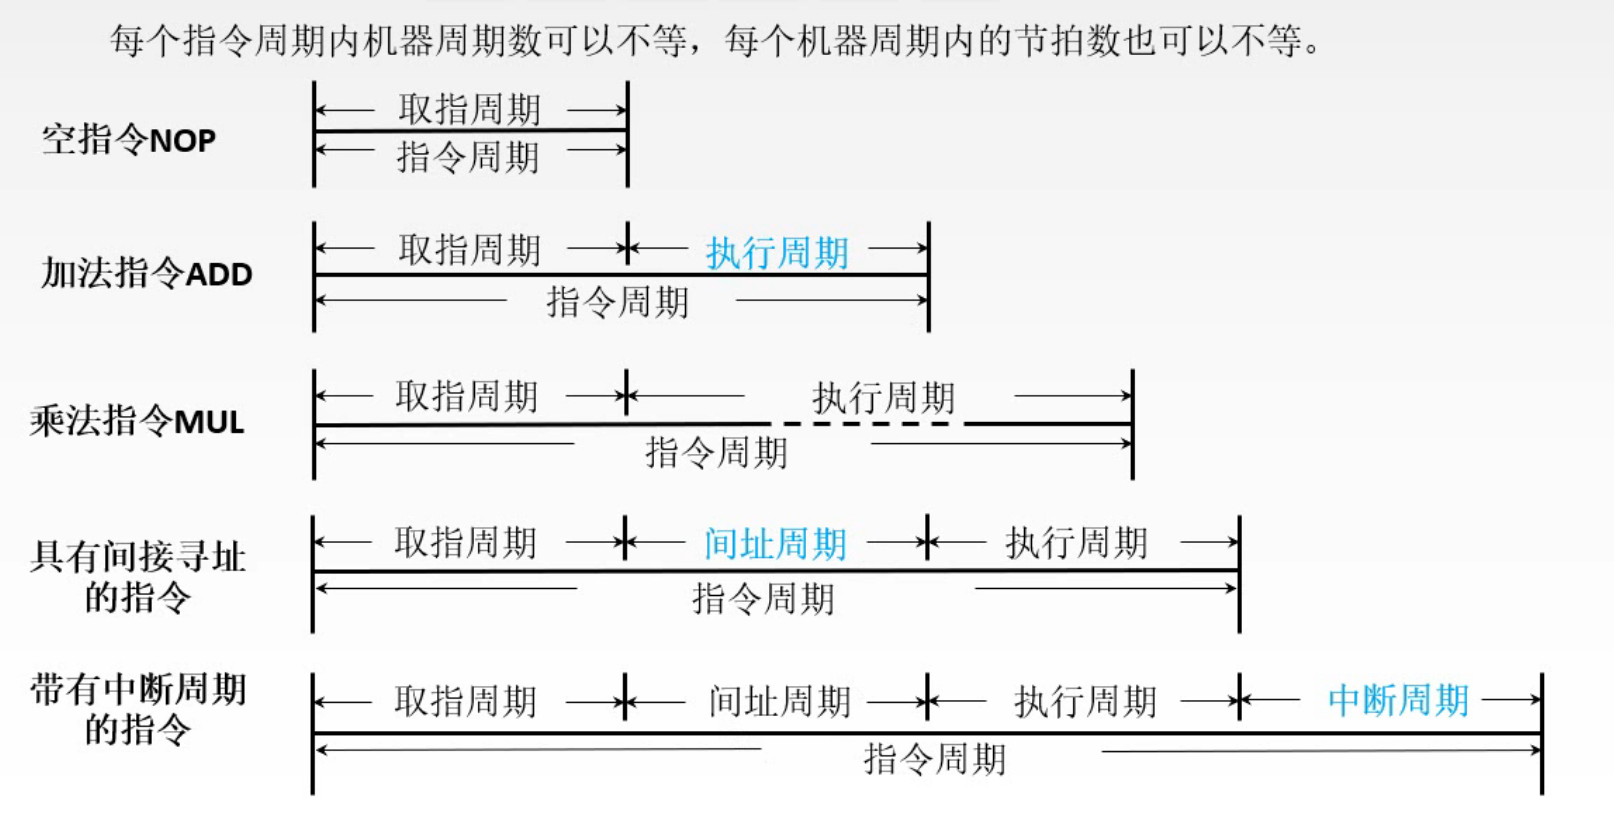 每个指令周期内机器周期数可以不等，每个机器周期内的节拍数也可以不等。
空指令NOP
取指周期
指令周期
加法指令ADD
取指周期 执行周期
指令周期
乘法指令MUL
取指周期 执行周期
指令周期
具有间接寻址
的指令
取指周期 间址周期 执行周期
指令周期
带有中断周期
的指令
取指周期 间址周期 执行周期 中断周期
指令周期